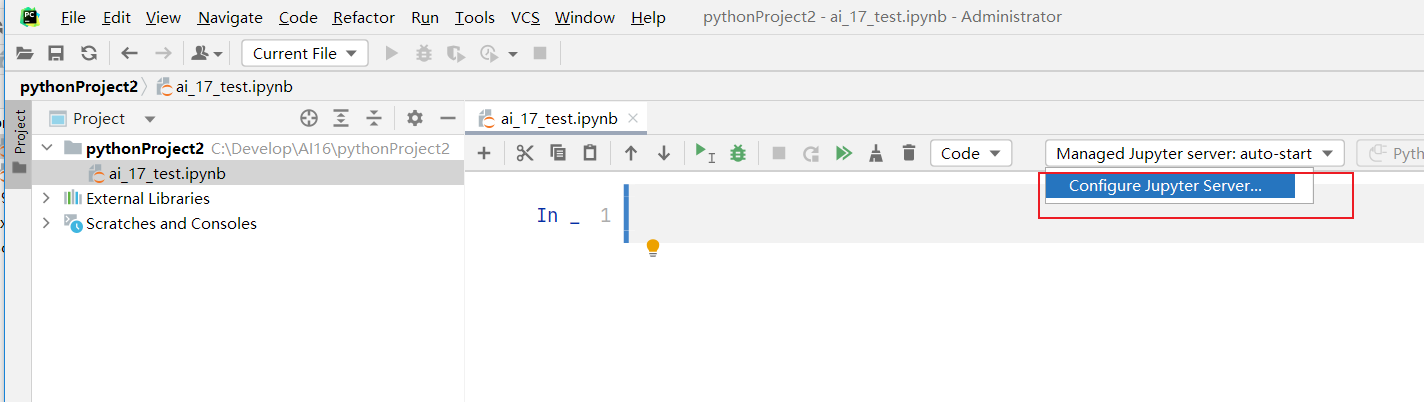 PC File Edit View Navigate Code Refactor Run Tools VCS Window Help pythonProject2 - ai_17_test.ipynb - Administrator
Current File
pythonProject2 ai_17_test.ipynb
Project Project ai_17_test.ipynb
pythonProject2 C:\Develop\AI16\pythonProject2 Code Managed Jupyter server: auto-start
ai_17_test.ipynb
Configure Jupyter Server...
External Libraries
In _ 1
Scratches and Consoles